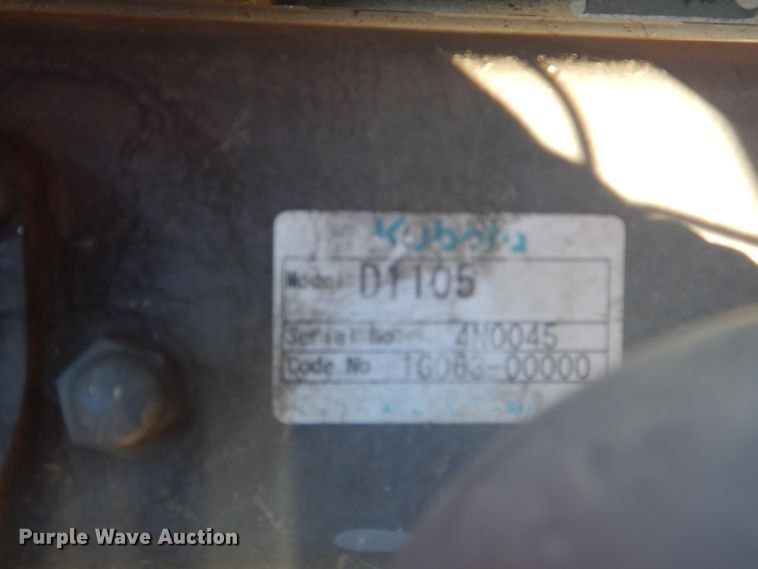 Kubota
Model D1105
Serial No 4N0045
Code No 1G063-00000
Purple Wave Auction